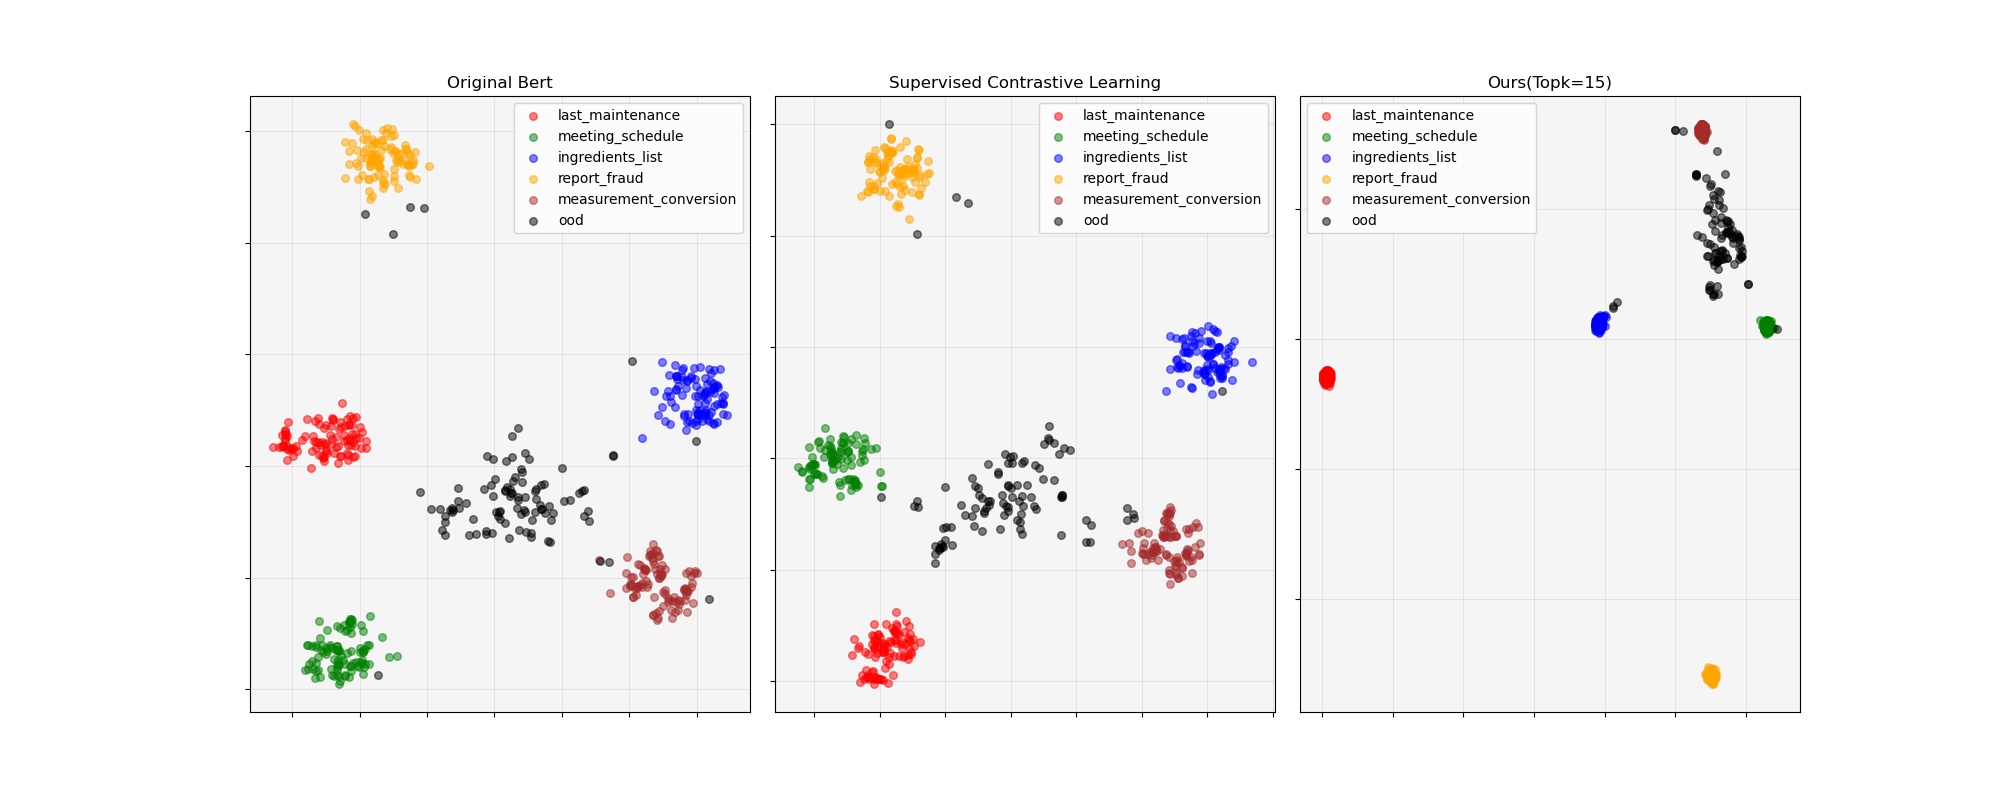 Original Bert
last_maintenance
meeting_schedule
ingredients_list
report_fraud
measurement_conversion
ood
Supervised Contrastive Learning
last_maintenance
meeting_schedule
ingredients_list
report_fraud
measurement_conversion
ood
Ours(Topk=15)
last_maintenance
meeting_schedule
ingredients_list
report_fraud
measurement_conversion
ood